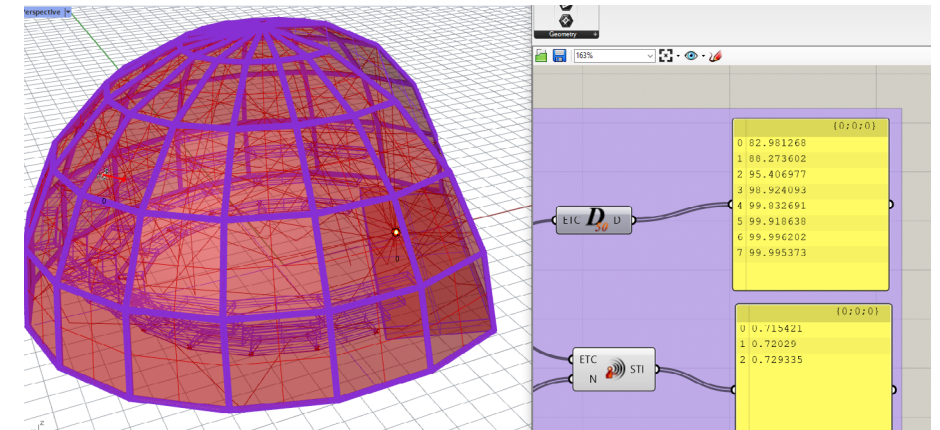 Perspective
Geometry +
163%
{0;0;0}
0 82.981268
1 88.273602
2 95.406977
3 98.924093
4 99.832691
5 99.918638
6 99.996202
7 99.995373
ETC D50 D
{0;0;0}
0 0.715421
1 0.72029
2 0.729335
ETC
N
STI
0
0
z